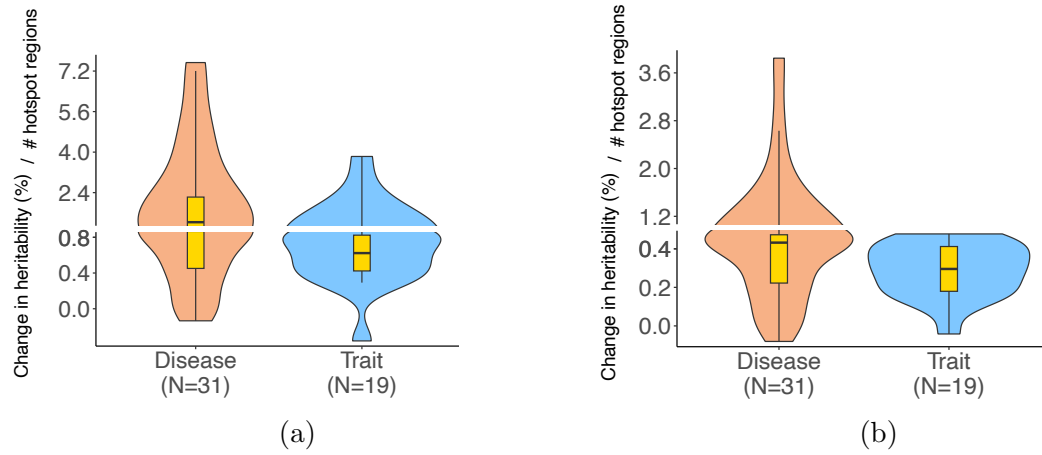 Change in heritability (%) / # hotspot regions
7.2
5.6
4.0
2.4
0.8
0.4
0.0
Disease
(N=31)
Trait
(N=19)
(a)
Change in heritability (%) / # hotspot regions
3.6
2.8
2.0
1.2
0.4
0.2
0.0
Disease
(N=31)
Trait
(N=19)
(b)